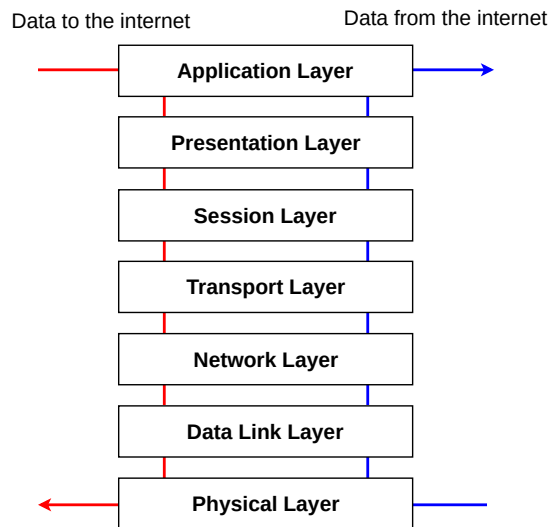 Data to the internet
Data from the internet
Application Layer
Presentation Layer
Session Layer
Transport Layer
Network Layer
Data Link Layer
Physical Layer